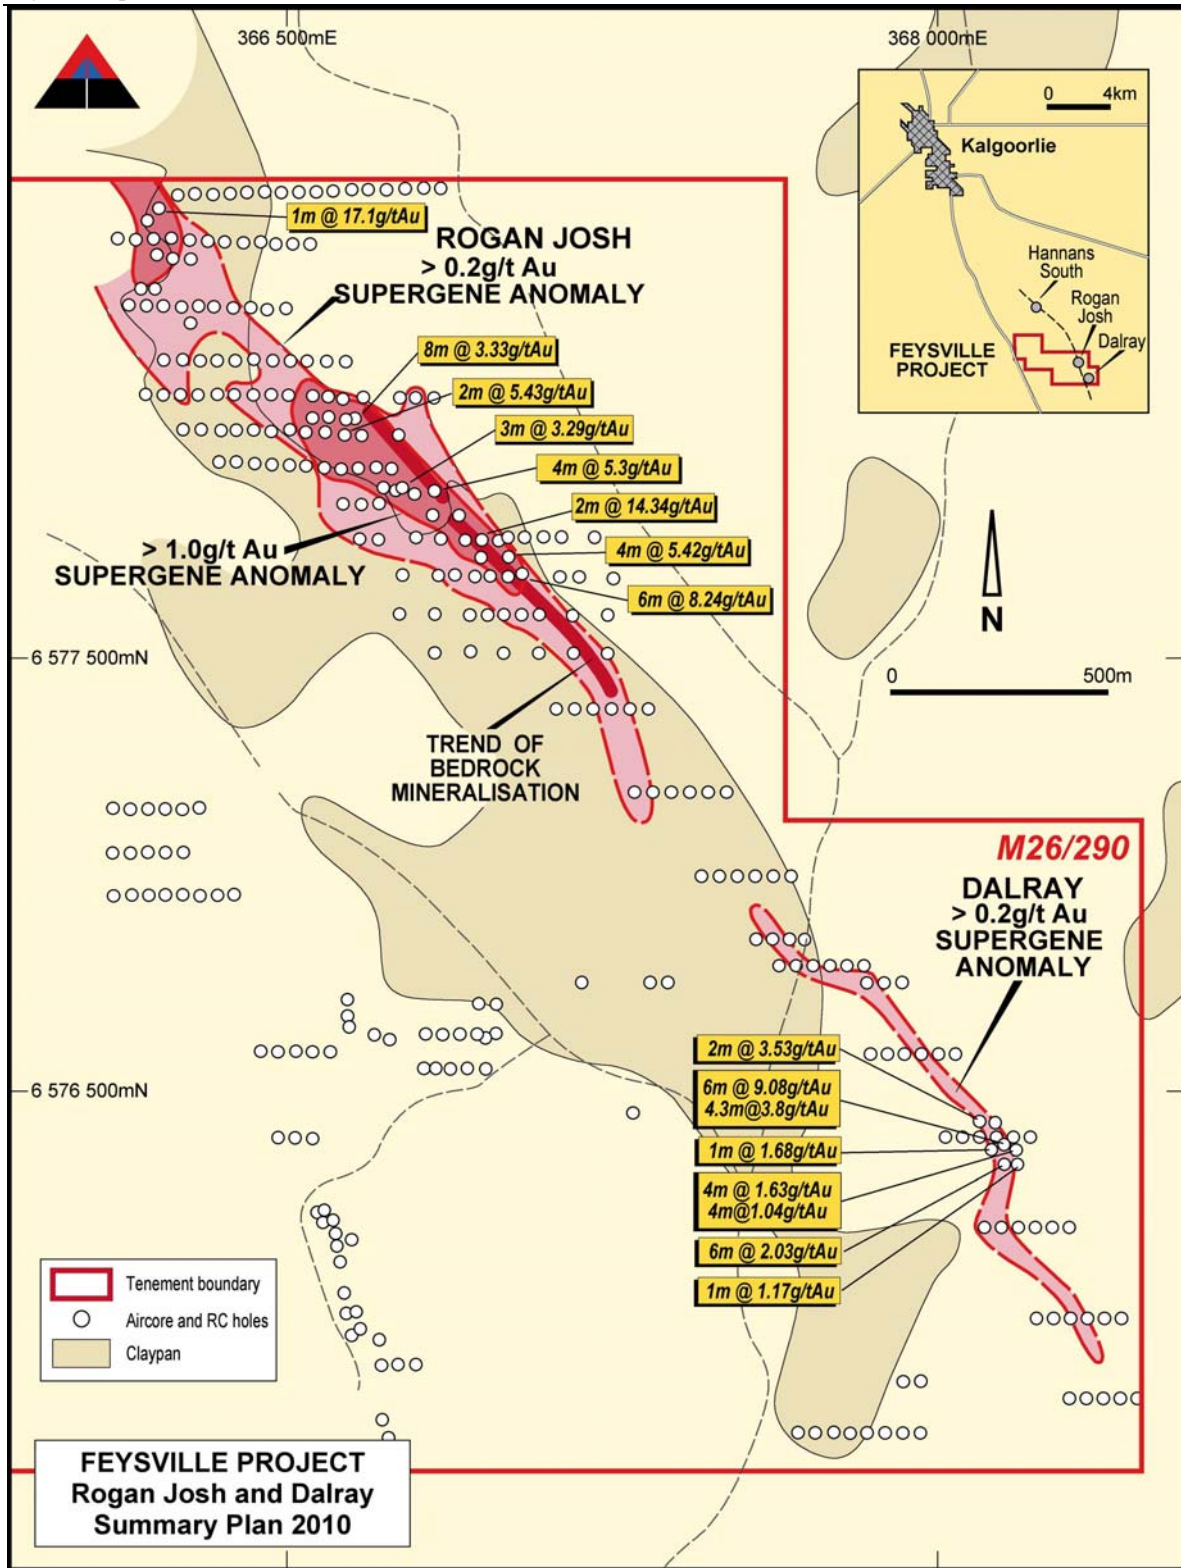 366 500mE
368 000mE
0 4km
Kalgoorlie
Hannans
South
Rogan
Josh
Dalray
FEYSVILLE
PROJECT
1m @ 17.1g/tAu
ROGAN JOSH
> 0.2g/t Au
SUPERGENE ANOMALY
8m @ 3.33g/tAu
2m @ 5.43g/tAu
3m @ 3.29g/tAu
4m @ 5.3g/tAu
2m @ 14.34g/tAu
4m @ 5.42g/tAu
6m @ 8.24g/tAu
> 1.0g/t Au
SUPERGENE ANOMALY
N
6 577 500mN
0 500m
TREND OF
BEDROCK
MINERALISATION
M26/290
DALRAY
> 0.2g/t Au
SUPERGENE
ANOMALY
2m @ 3.53g/tAu
6m @ 9.08g/tAu
4.3m@3.8g/tAu
1m @ 1.68g/tAu
4m @ 1.63g/tAu
4m@1.04g/tAu
6m @ 2.03g/tAu
1m @ 1.17g/tAu
6 576 500mN
Tenement boundary
Aircore and RC holes
Claypan
FEYSVILLE PROJECT
Rogan Josh and Dalray
Summary Plan 2010